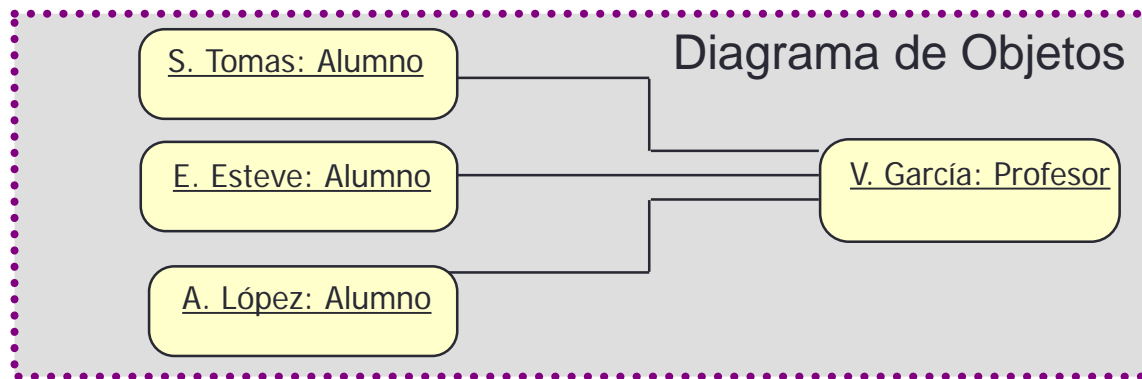 Diagrama de Objetos
S. Tomas: Alumno
E. Esteve: Alumno
V. García: Profesor
A. López: Alumno